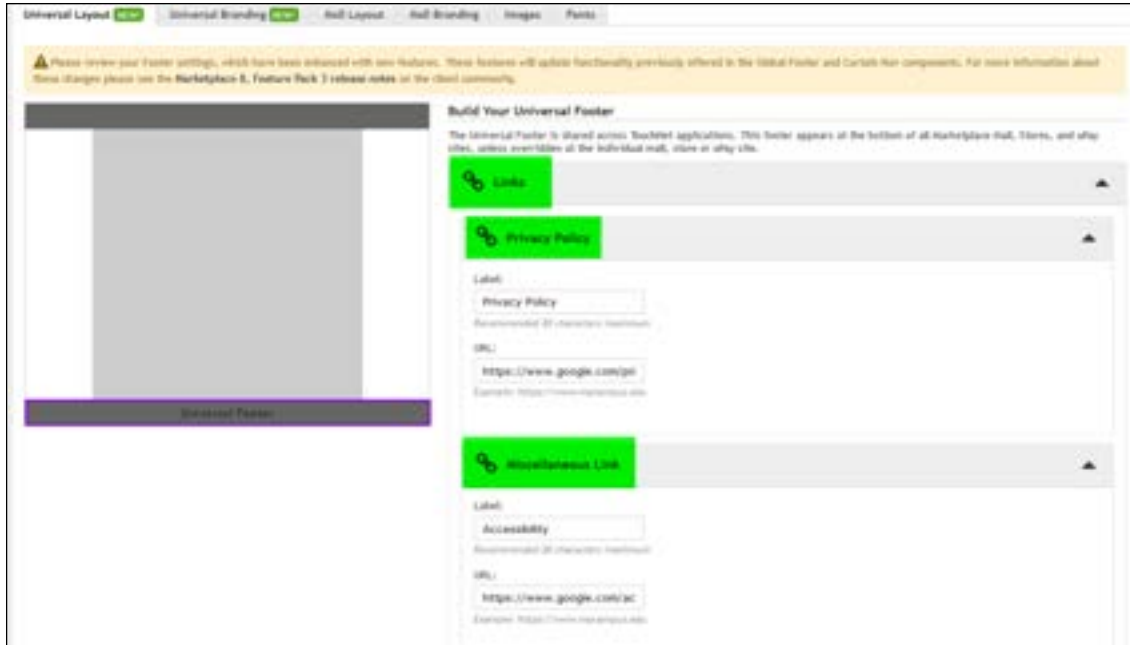 Universal Layout NEW! Universal Branding NEW! Mall Layout Mall Branding Images Fonts
Please review your footer settings, which have been enhanced with new features. These features will update functionality previously offered in the Global Footer and Curtain Bar components. For more information about
these changes please see the Marketplace 8, Feature Pack 3 release notes on the client community.
Build Your Universal Footer
The Universal Footer is shared across TouchNet applications. This footer appears at the bottom of all Marketplace Mall, Stores, and uPay
sites, unless overridden at the individual mall, store or uPay site.
Links
Privacy Policy
Label:
Privacy Policy
Recommended 20 characters maximum
URL:
https://www.google.com/pri
Example: https://www.mycampus.edu
Universal Footer
Miscellaneous Link
Label:
Accessibility
Recommended 20 characters maximum
URL:
https://www.google.com/ac
Example: https://www.mycampus.edu